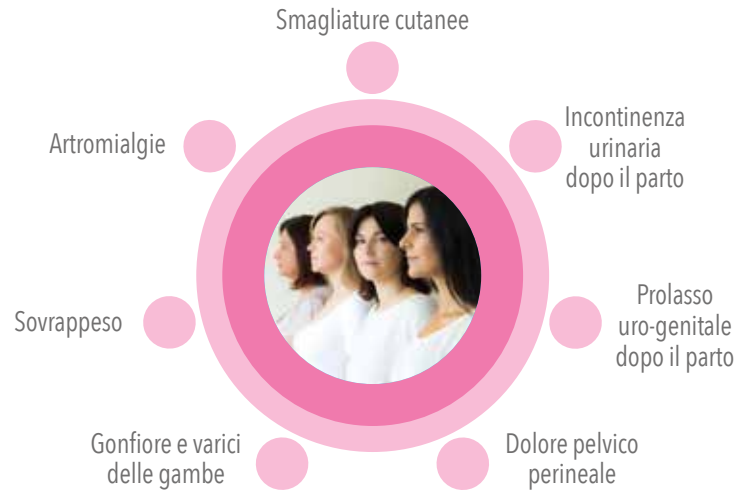 Smagliature cutanee
Incontinenza
urinaria
dopo il parto
Prolasso
uro-genitale
dopo il parto
Dolore pelvico
perineale
Gonfiore e varici
delle gambe
Sovrappeso
Artromialgie